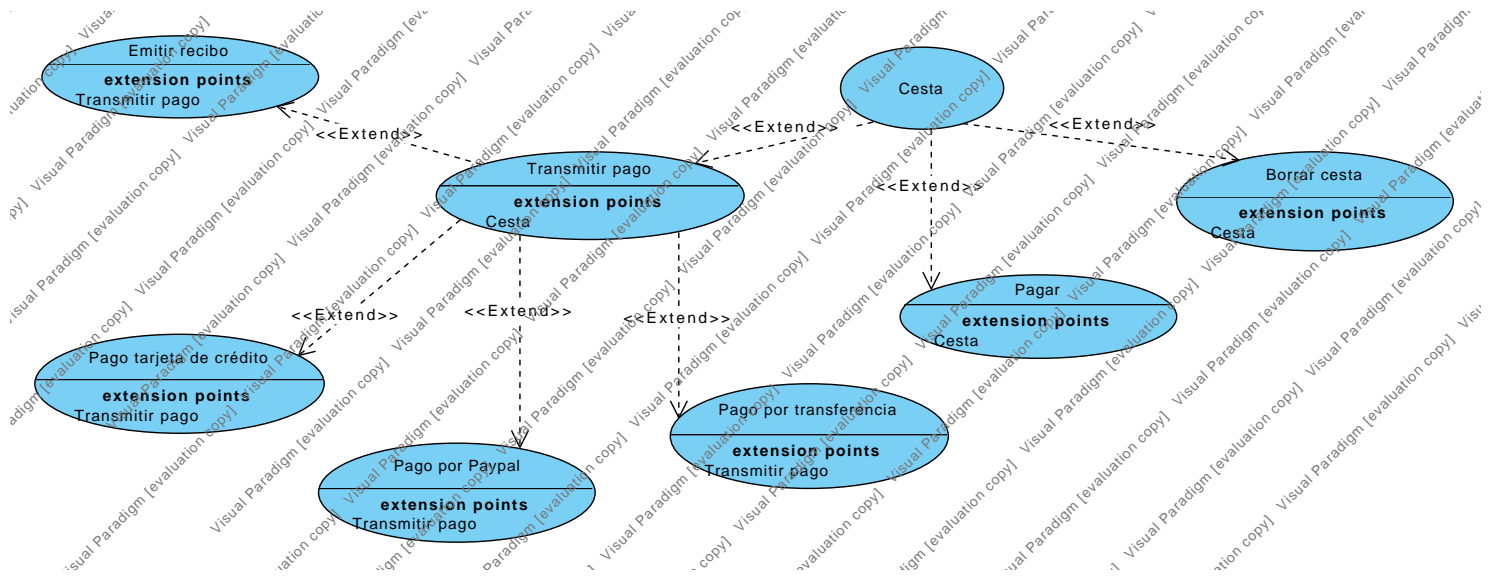 Emitir recibo
extension points
Transmitir pago
Cesta
<<Extend>>
<<Extend>>
<<Extend>>
Transmitir pago
extension points
Cesta
Borrar cesta
extension points
Cesta
<<Extend>>
Pagar
extension points
Cesta
<<Extend>>
<<Extend>>
<<Extend>>
Pago tarjeta de crédito
extension points
Transmitir pago
Pago por transferencia
extension points
Transmitir pago
Pago por Paypal
extension points
Transmitir pago
Visual Paradigm [evaluation copy]